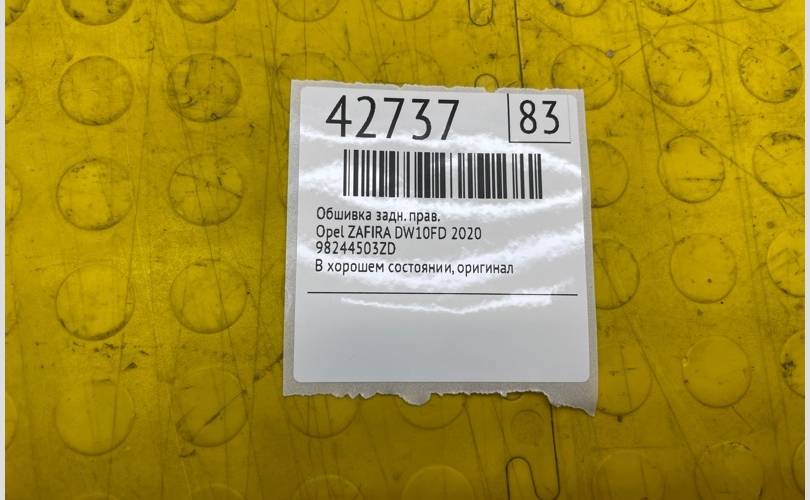 42737 83
Обшивка задн. прав.
Opel ZAFIRA DW10FD 2020
98244503ZD
В хорошем состоянии, оригинал